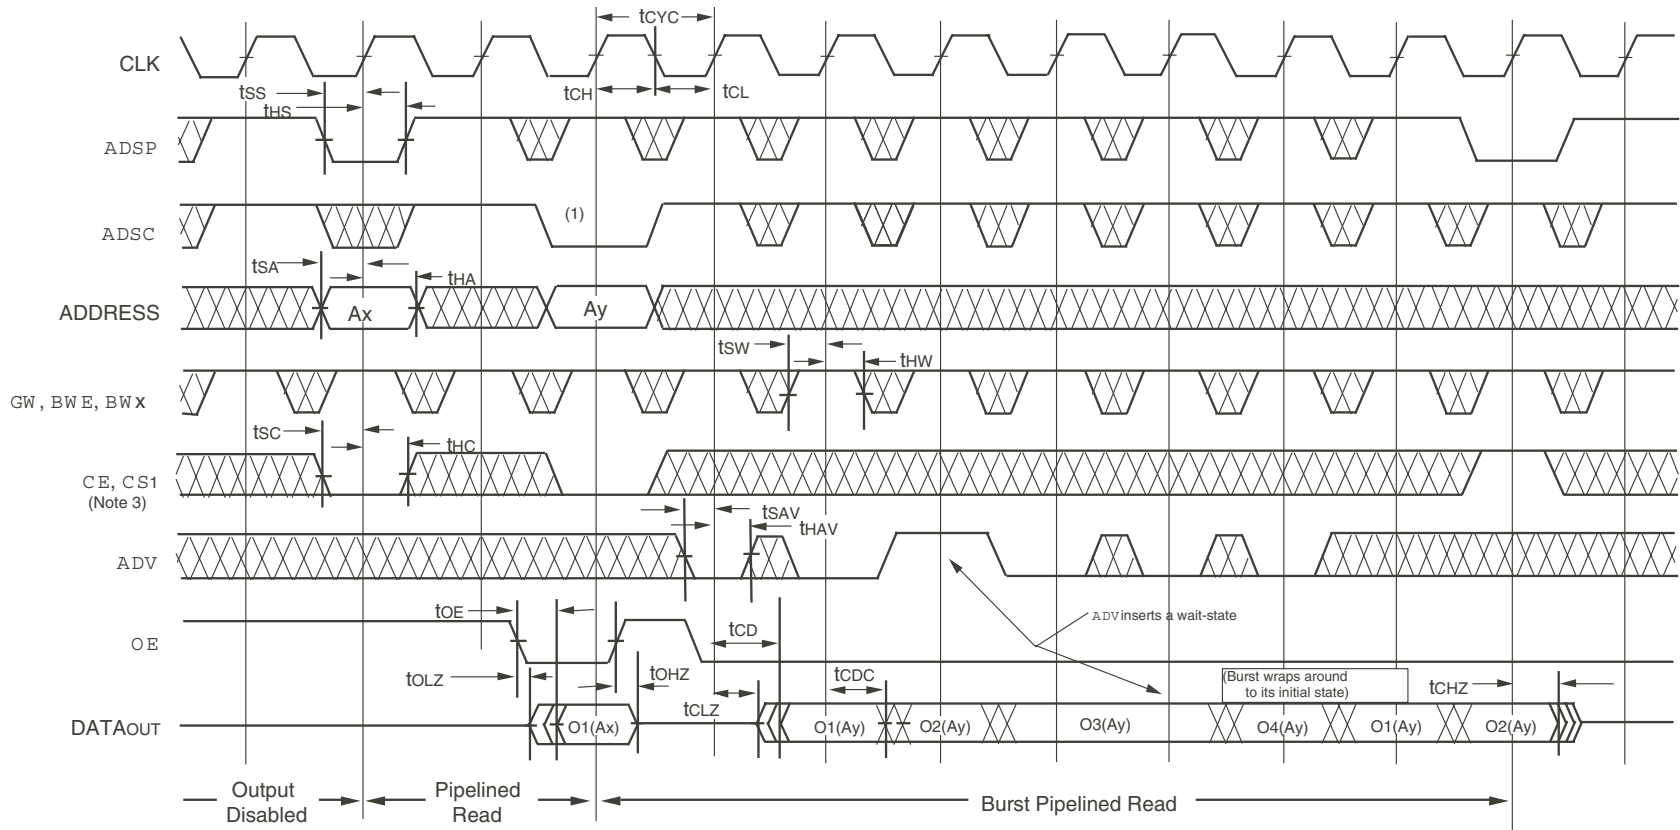 tCYC
CLK
tSS
tHS
tCH
tCL
ADSP
(1)
ADSC
tSA
tHA
ADDRESS
Ax
Ay
tSW
tHW
GW, BWE, BWx
tSC
tHC
CE, CS1
(Note 3)
tSAV
tHAV
ADV
tOE
ADV inserts a wait-state
OE
tCD
tOLZ
tOHZ
tCDC
(Burst wraps around
to its initial state)
tCHZ
tCLZ
DATAOUT
O1(Ax)
O1(Ay)
O2(Ay)
O3(Ay)
O4(Ay)
O1(Ay)
O2(Ay)
Output
Disabled
Pipelined
Read
Burst Pipelined Read